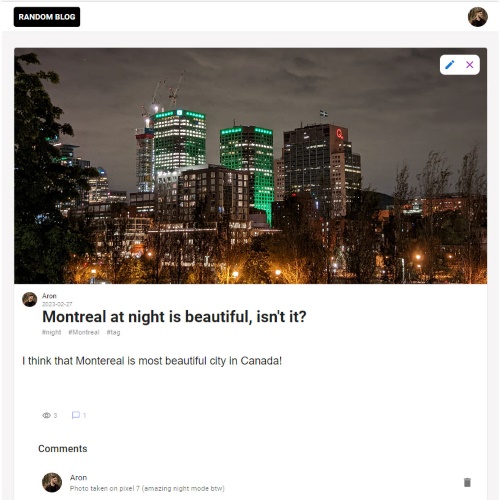 RANDOM BLOG
Aron
2023-02-27
Montreal at night is beautiful, isn't it?
#night #Montreal #tag
I think that Montereal is most beautiful city in Canada!
3 1
Comments
Aron
Photo taken on pixel 7 (amazing night mode btw)